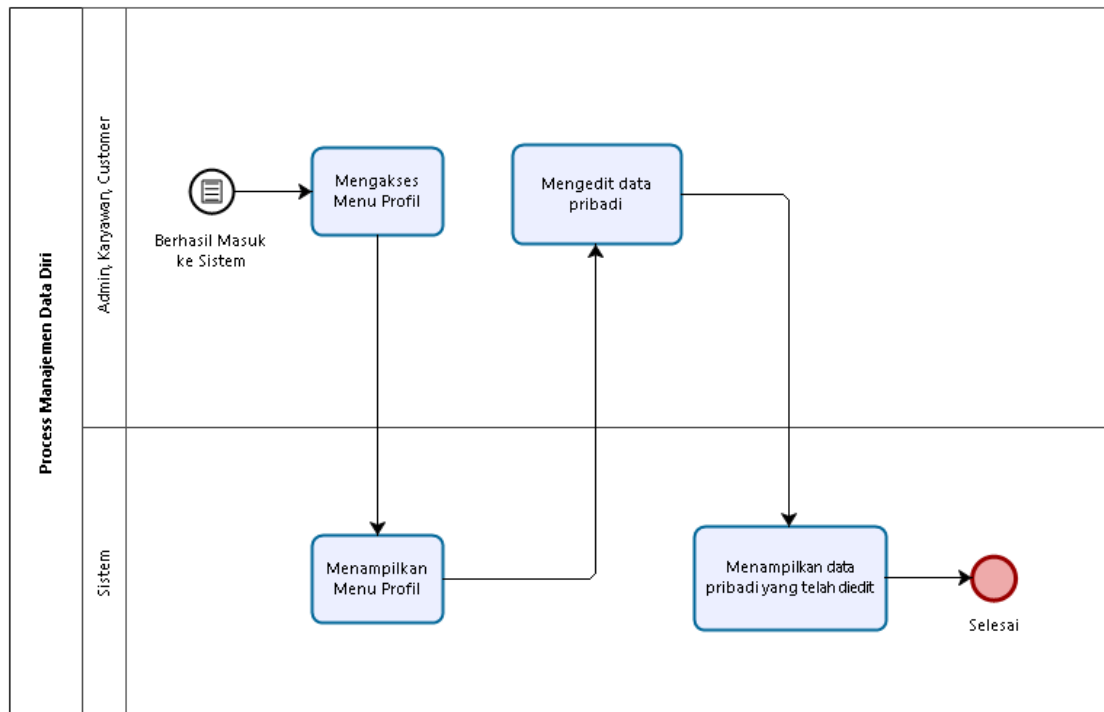 Process Manajemen Data Diri
Admin, Karyawan, Customer
Berhasil Masuk
ke Sistem
Mengakses
Menu Profil
Mengedit data
pribadi
Sistem
Menampilkan
Menu Profil
Menampilkan data
pribadi yang telah diedit
Selesai